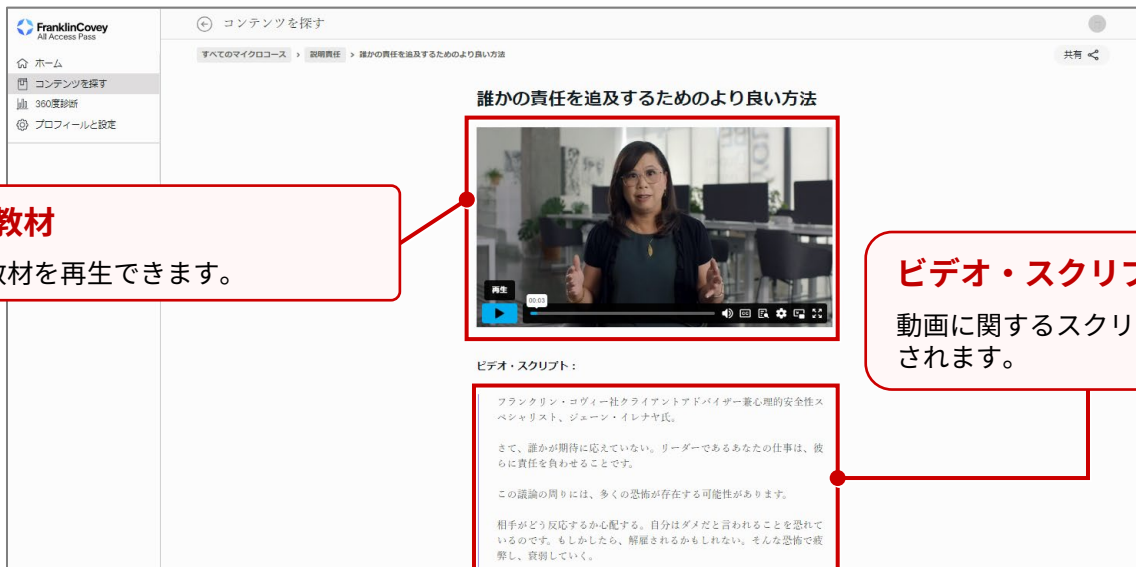 FranklinCovey
All Access Pass
ホーム
コンテンツを探す
360度診断
プロフィールと設定
コンテンツを探す
すべてのマイクロコース › 説明責任 › 誰かの責任を追及するためのより良い方法
共有
誰かの責任を追及するためのより良い方法
再生
00:03
CC
教材
教材を再生できます。
ビデオ・スクリプ
動画に関するスクリ
されます。
ビデオ・スクリプト：
フランクリン・コヴィー社クライアントアドバイザー兼心理的安全性ス
ペシャリスト、ジェーン・イレナヤ氏。
さて、誰かが期待に応えていない。リーダーであるあなたの仕事は、彼
らに責任を負わせることです。
この議論の周りには、多くの恐怖が存在する可能性があります。
相手がどう反応するか心配する。自分はダメだと言われることを恐れて
いるのです。もしかしたら、解雇されるかもしれない。そんな恐怖で疲
弊し、衰弱していく。